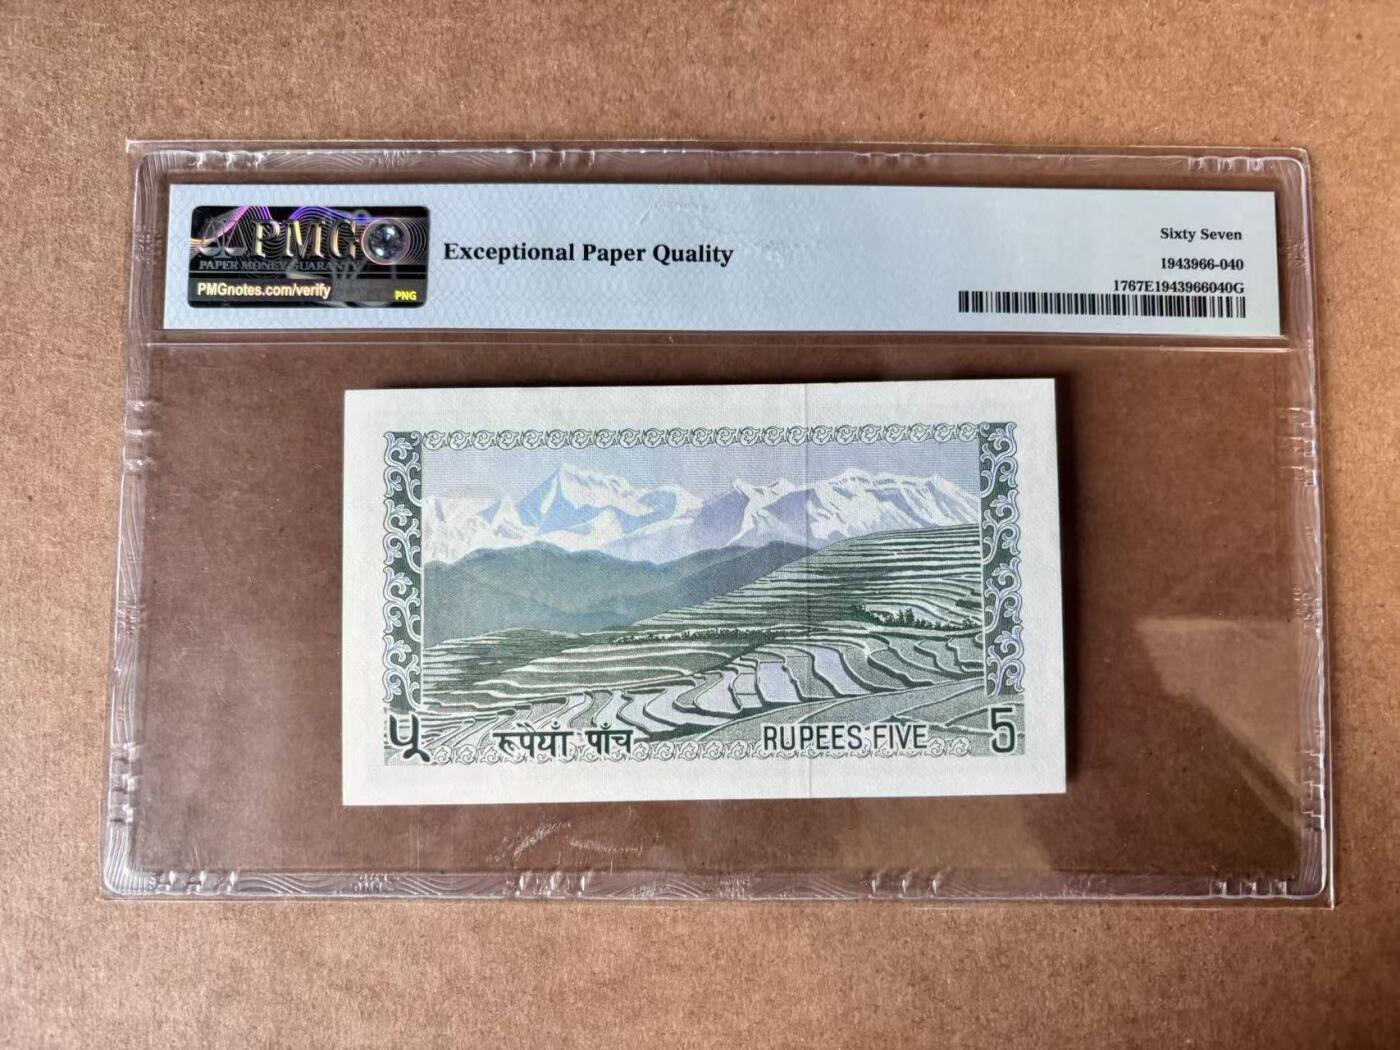 PMG
PAPER MONEY GUARANTY
PMGnotes.com/verify
PNG
Exceptional Paper Quality
Sixty Seven
1943966-040
1767E1943966040G
५
रूपैयाँ पाँच
RUPEES FIVE
5